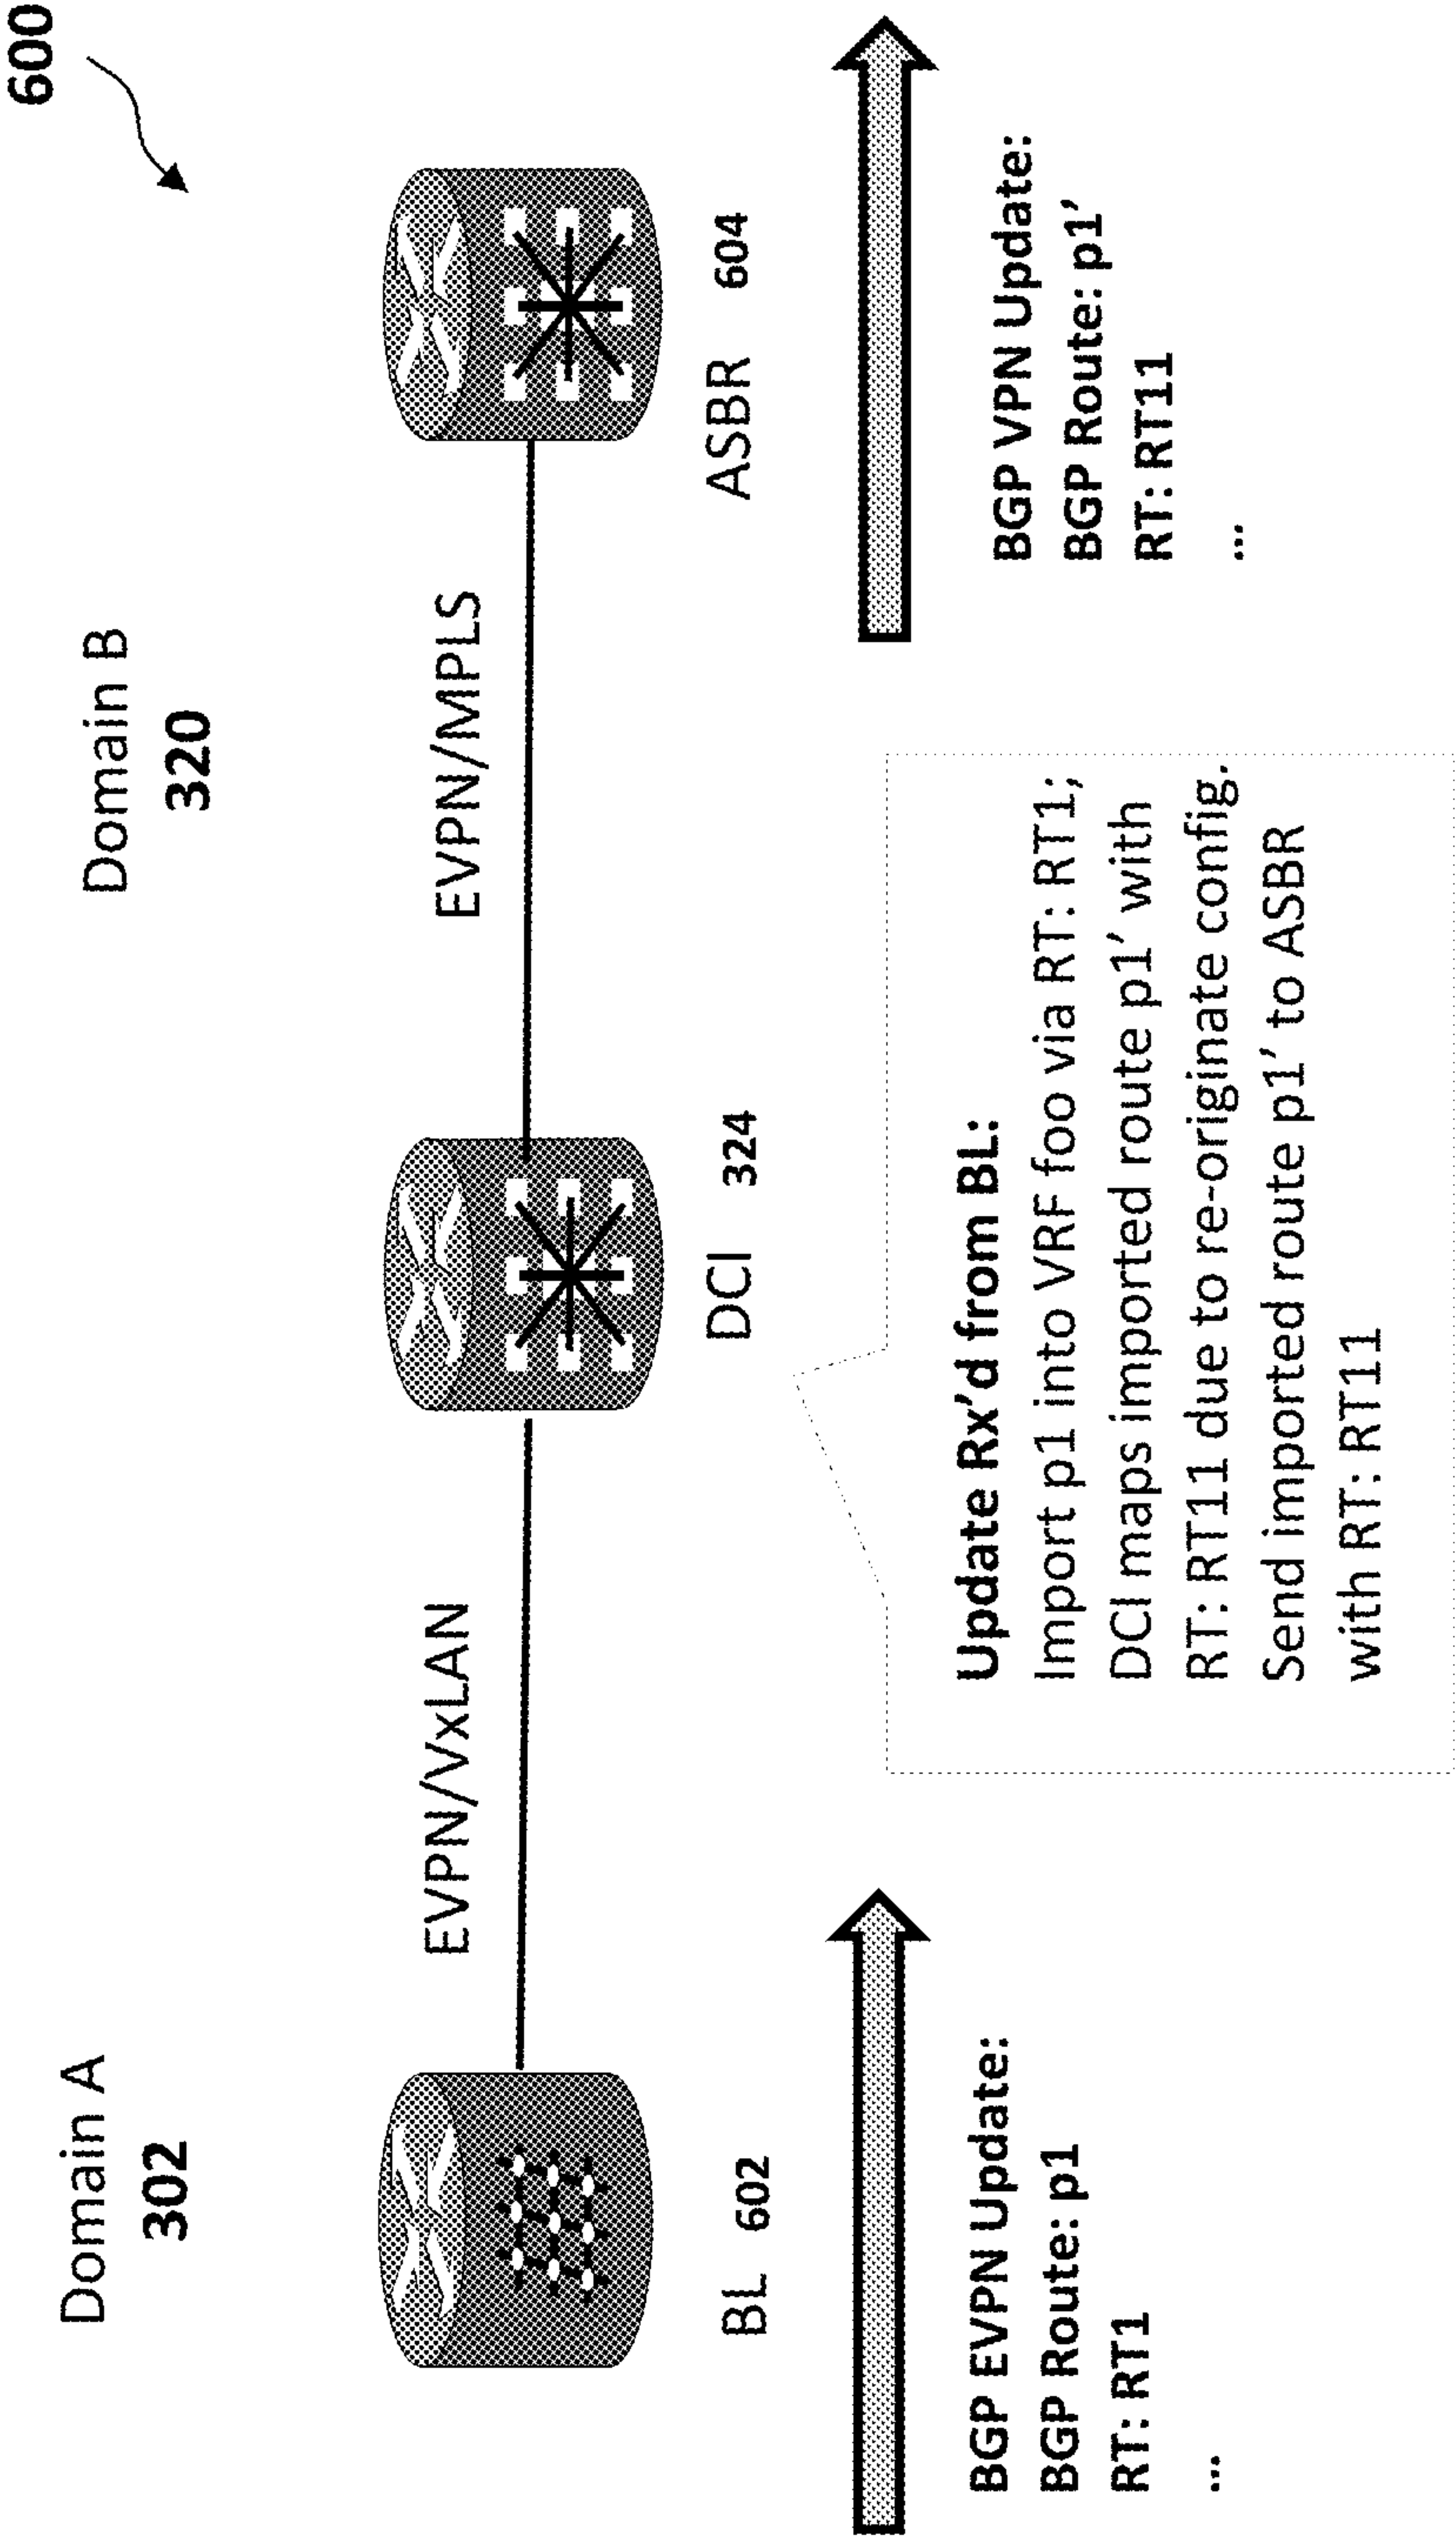 600
Domain A
302
Domain B
320
EVPN/VxLAN
EVPN/MPLS
BL 602
DCI 324
ASBR 604
BGP EVPN Update:
BGP Route: p1
RT: RT1
...
Update Rx'd from BL:
Import p1 into VRF foo via RT: RT1;
DCI maps imported route p1' with
RT: RT11 due to re-originate config.
Send imported route p1' to ASBR
with RT: RT11
BGP VPN Update:
BGP Route: p1'
RT: RT11
...